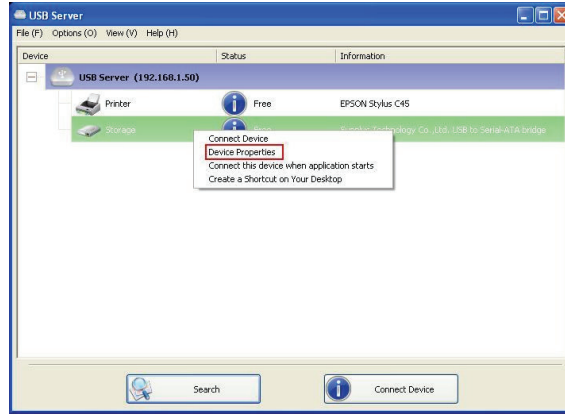 USB Server
File (F) Options (O) View (V) Help (H)
Device Status Information
USB Server (192.168.1.50)
Printer Free EPSON Stylus C45
Storage Free Technology Co.,Ltd. USB to Serial-ATA bridge
Connect Device
Device Properties
Connect this device when application starts
Create a Shortcut on Your Desktop
Search Connect Device